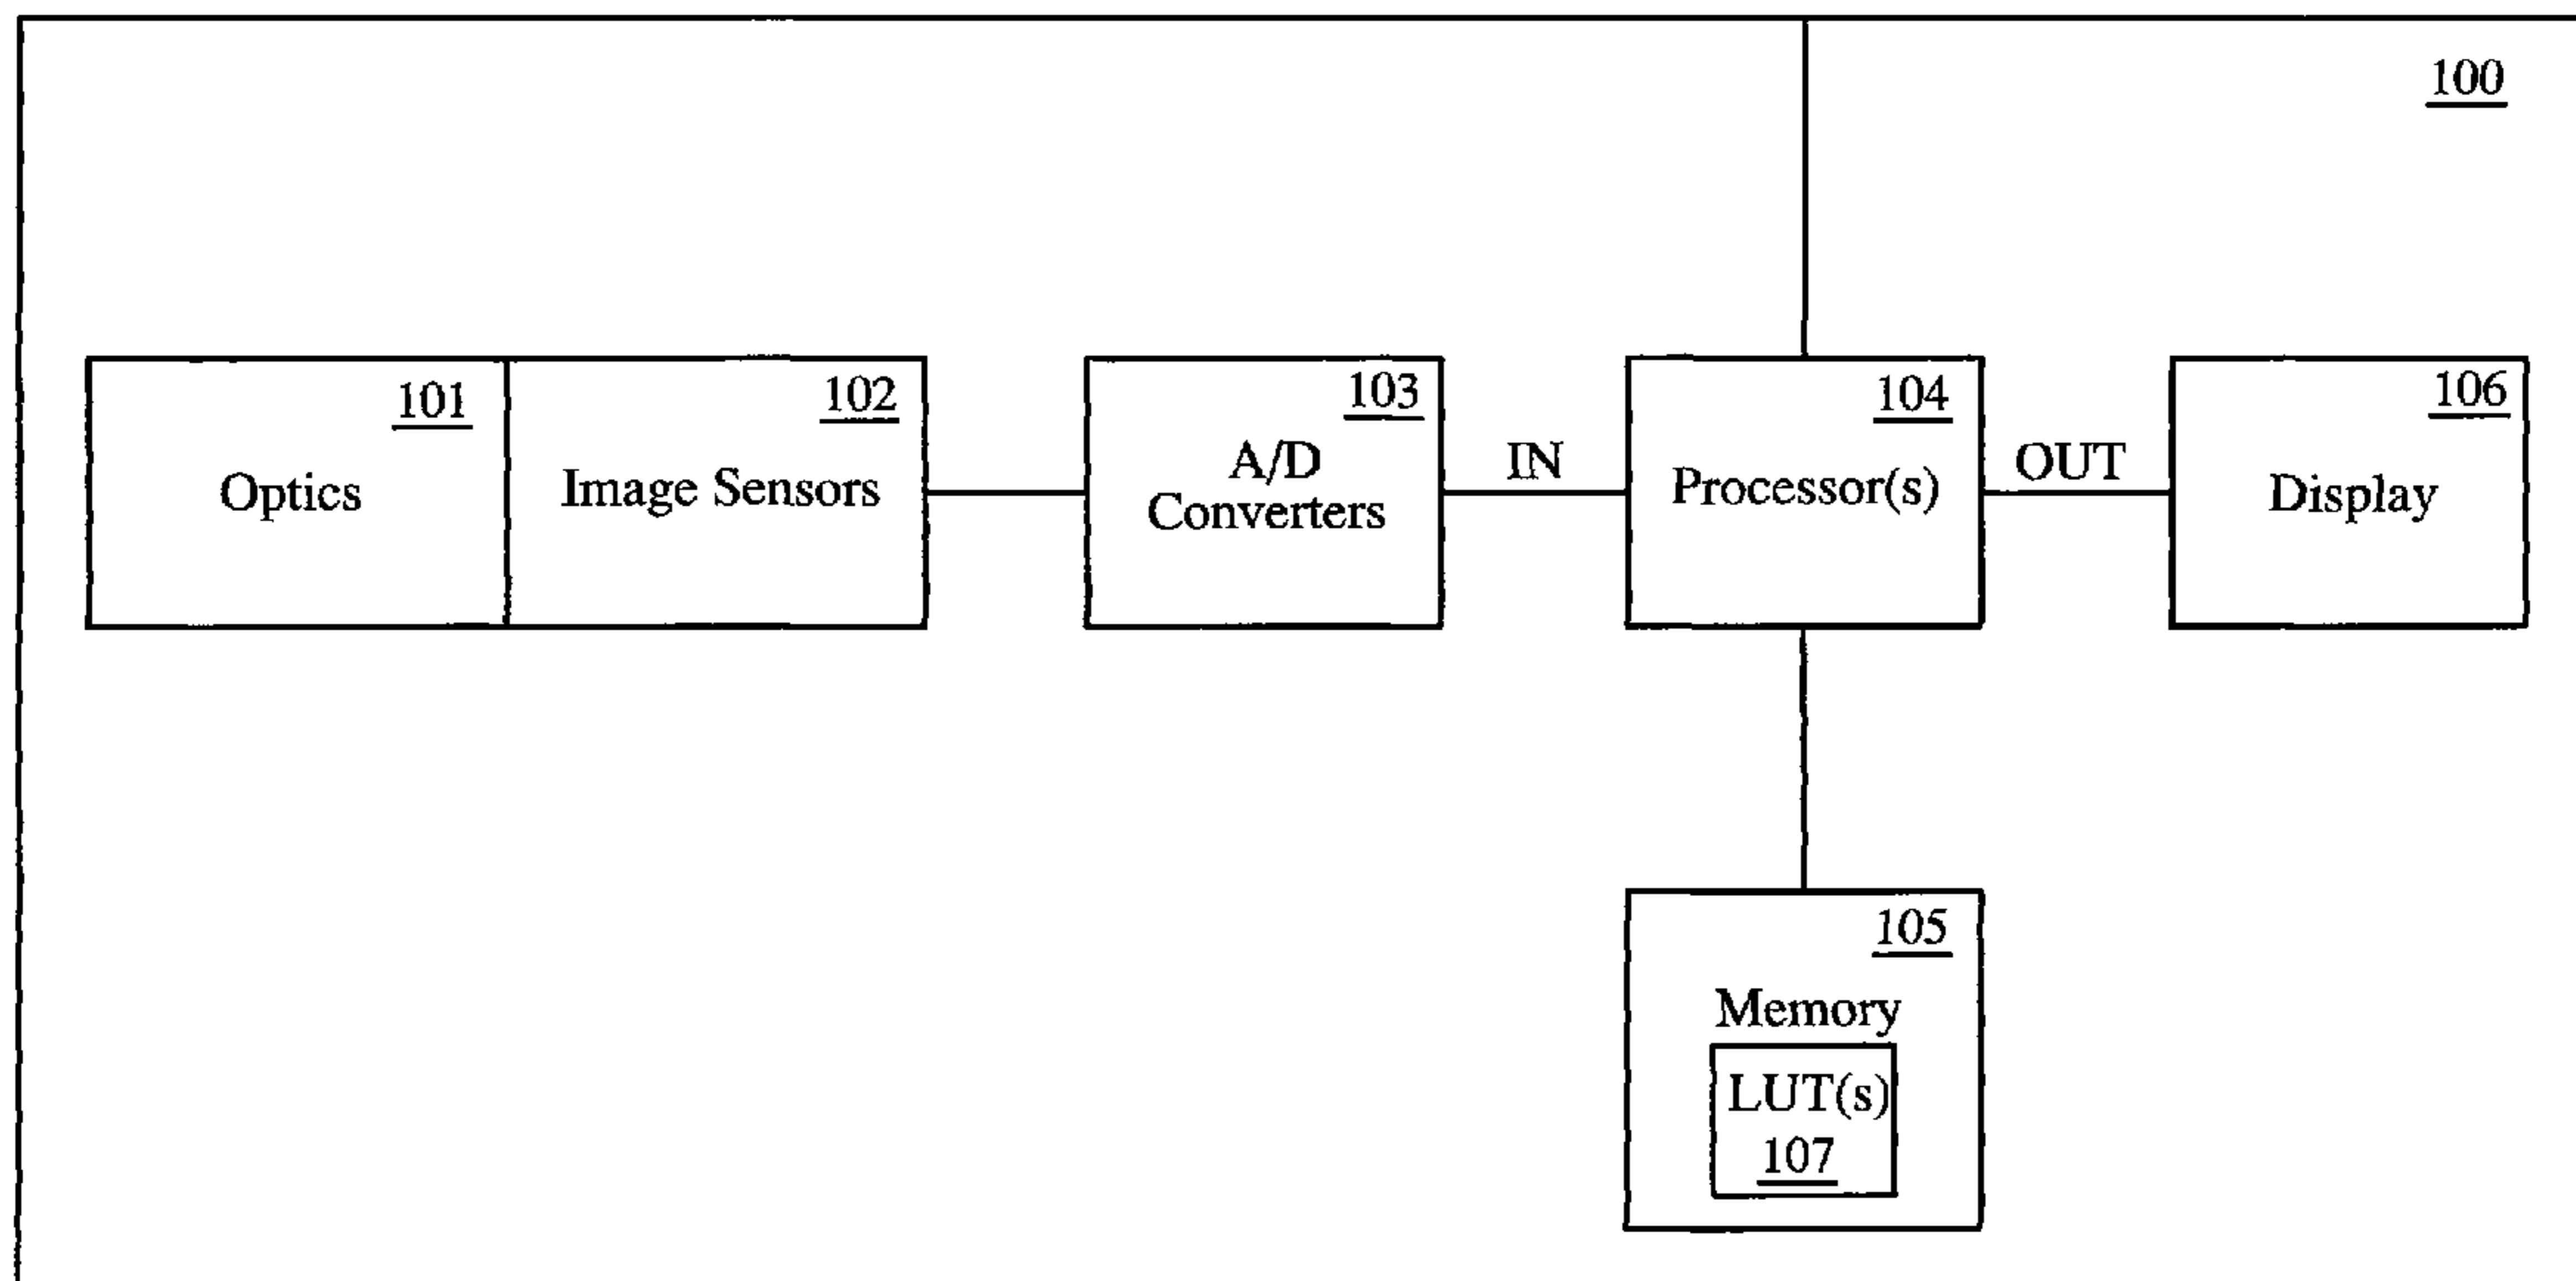 100
101
Optics
102
Image Sensors
103
A/D
Converters
IN
104
Processor(s)
OUT
106
Display
105
Memory
LUT(s)
107